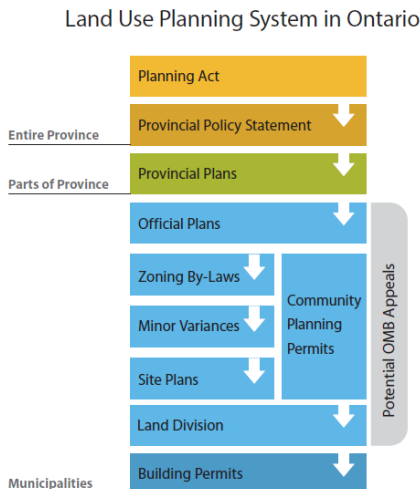 Land Use Planning System in Ontario
Planning Act
Provincial Policy Statement
Entire Province
Provincial Plans
Parts of Province
Official Plans
Zoning By-Laws
Minor Variances
Site Plans
Community
Planning
Permits
Potential OMB Appeals
Land Division
Building Permits
Municipalities